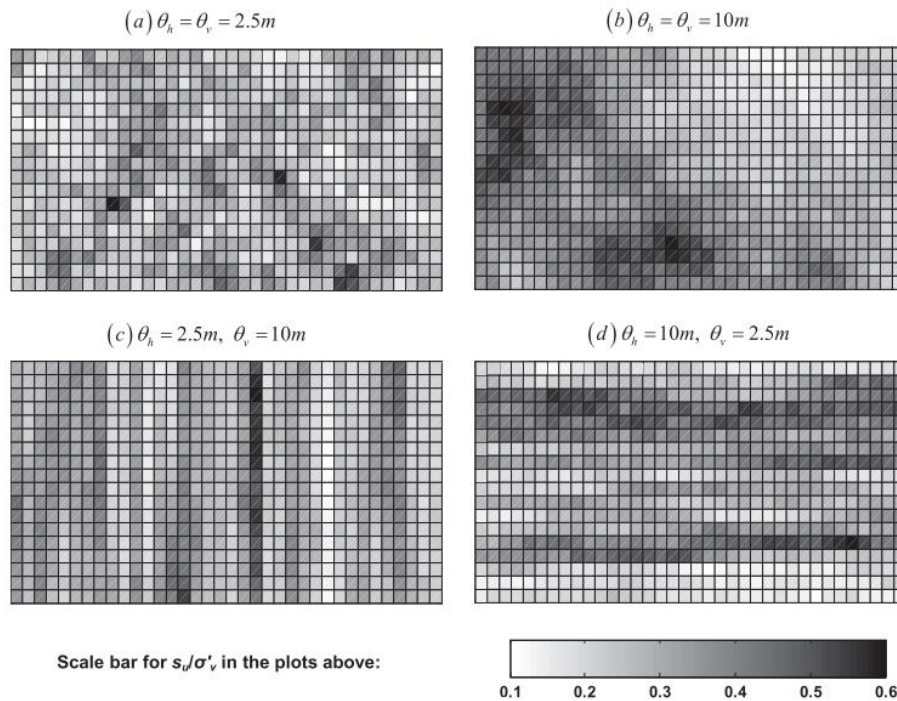 (a) θh = θv = 2.5m
(b) θh = θv = 10m
(c) θh = 2.5m, θv = 10m
(d) θh = 10m, θv = 2.5m
Scale bar for su/σ'v in the plots above:
0.1 0.2 0.3 0.4 0.5 0.6